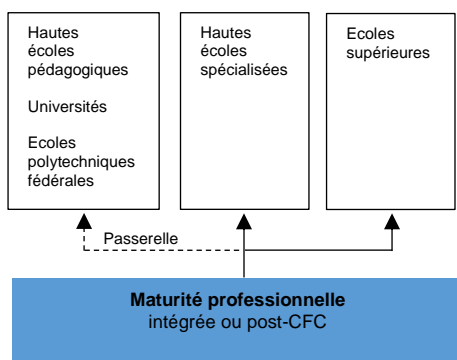 Hautes
écoles
pédagogiques
Universités
Ecoles
polytechniques
fédérales
Hautes
écoles
spécialisées
Ecoles
supérieures
Passerelle
Maturité professionnelle
intégrée ou post-CFC